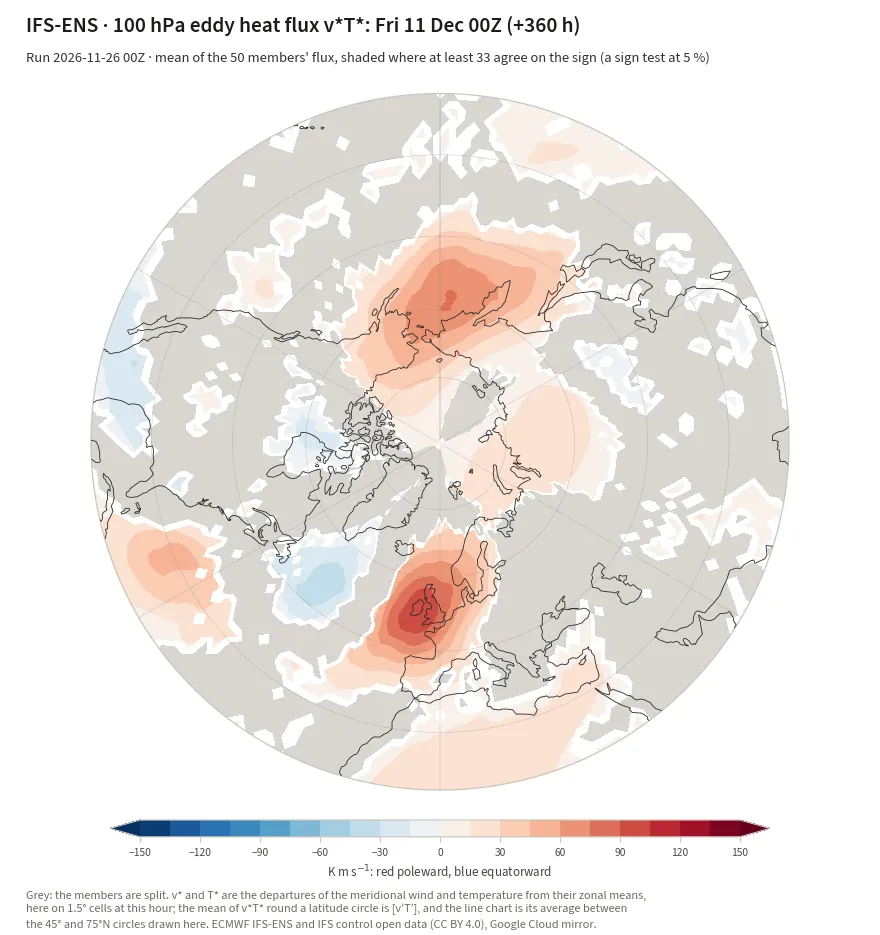 IFS-ENS · 100 hPa eddy heat flux v*T*: Fri 11 Dec 00Z (+360 h)
Run 2026-11-26 00Z · mean of the 50 members' flux, shaded where at least 33 agree on the sign (a sign test at 5 %)
−150 −120 −90 −60 −30 0 30 60 90 120 150
K m s⁻¹: red poleward, blue equatorward
Grey: the members are split. v* and T* are the departures of the meridional wind and temperature from their zonal means,
here on 1.5° cells at this hour; the mean of v*T* round a latitude circle is [v'T'], and the line chart is its average between
the 45° and 75°N circles drawn here. ECMWF IFS-ENS and IFS control open data (CC BY 4.0), Google Cloud mirror.